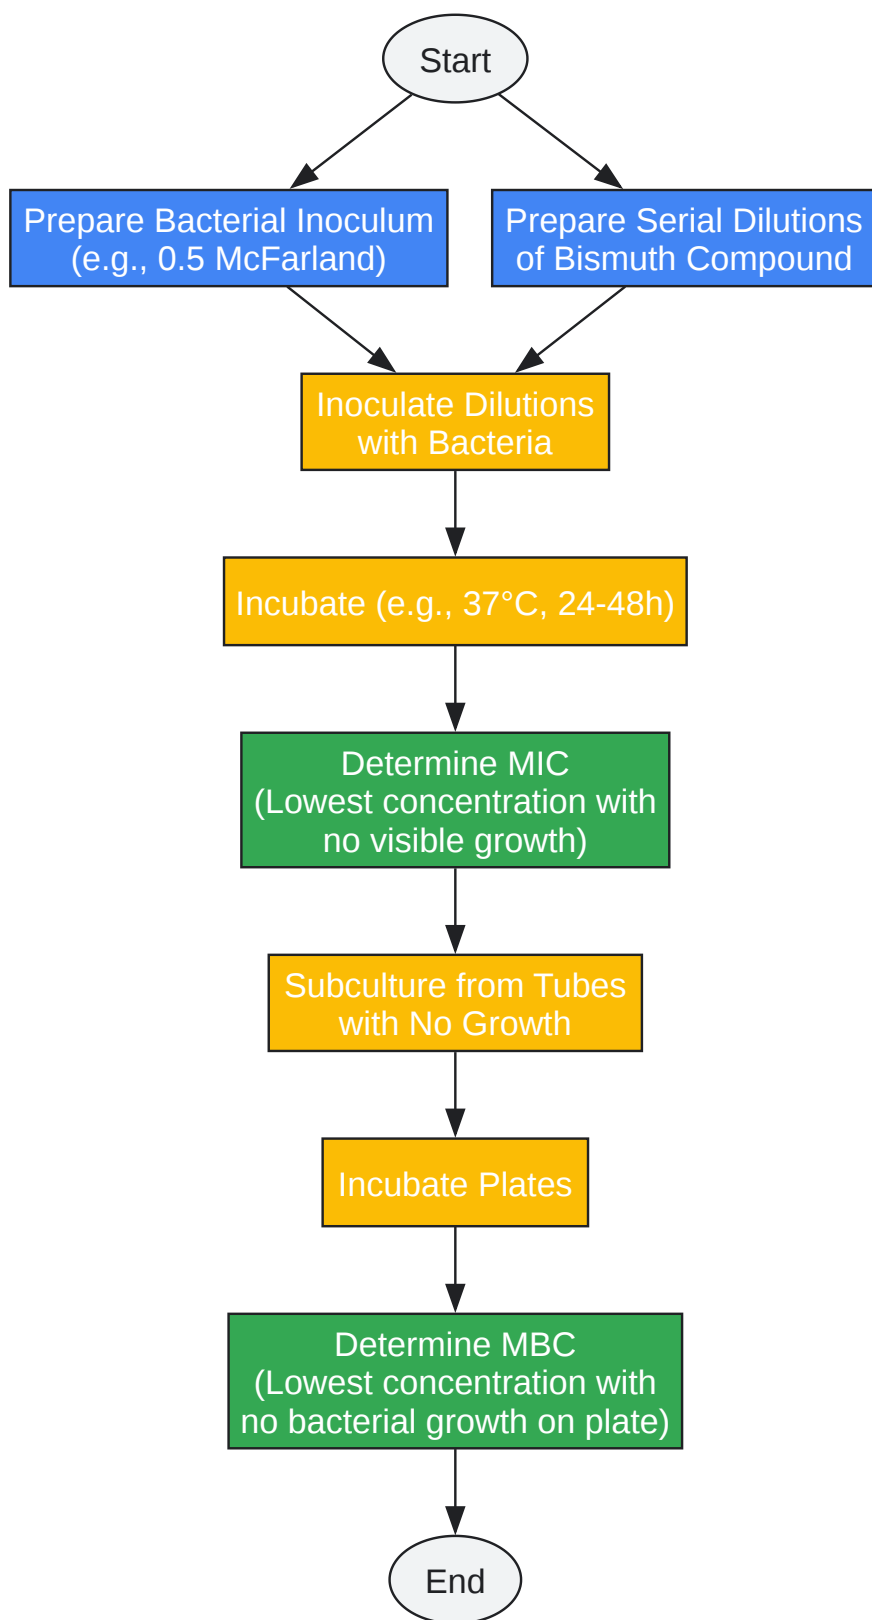 Start
Prepare Bacterial Inoculum
(e.g., 0.5 McFarland)
Prepare Serial Dilutions
of Bismuth Compound
Inoculate Dilutions
with Bacteria
Incubate (e.g., 37°C, 24-48h)
Determine MIC
(Lowest concentration with
no visible growth)
Subculture from Tubes
with No Growth
Incubate Plates
Determine MBC
(Lowest concentration with
no bacterial growth on plate)
End